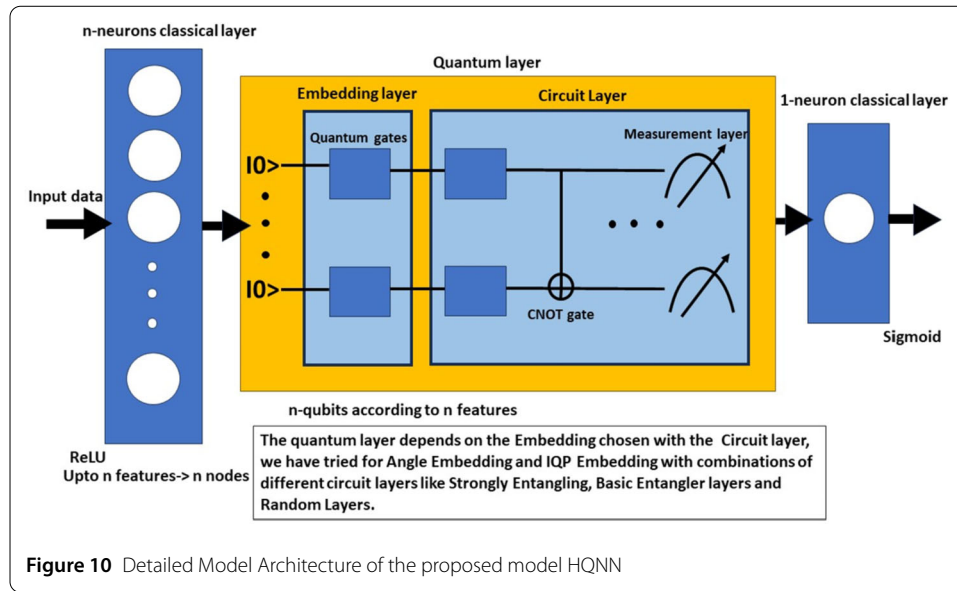 n-neurons classical layer
Quantum layer
Embedding layer
Circuit Layer
1-neuron classical layer
Quantum gates
Measurement layer
I0>
Input data
I0>
CNOT gate
Sigmoid
n-qubits according to n features
ReLU
Upto n features-> n nodes
The quantum layer depends on the Embedding chosen with the Circuit layer,
we have tried for Angle Embedding and IQP Embedding with combinations of
different circuit layers like Strongly Entangling, Basic Entangler layers and
Random Layers.
Figure 10 Detailed Model Architecture of the proposed model HQNN